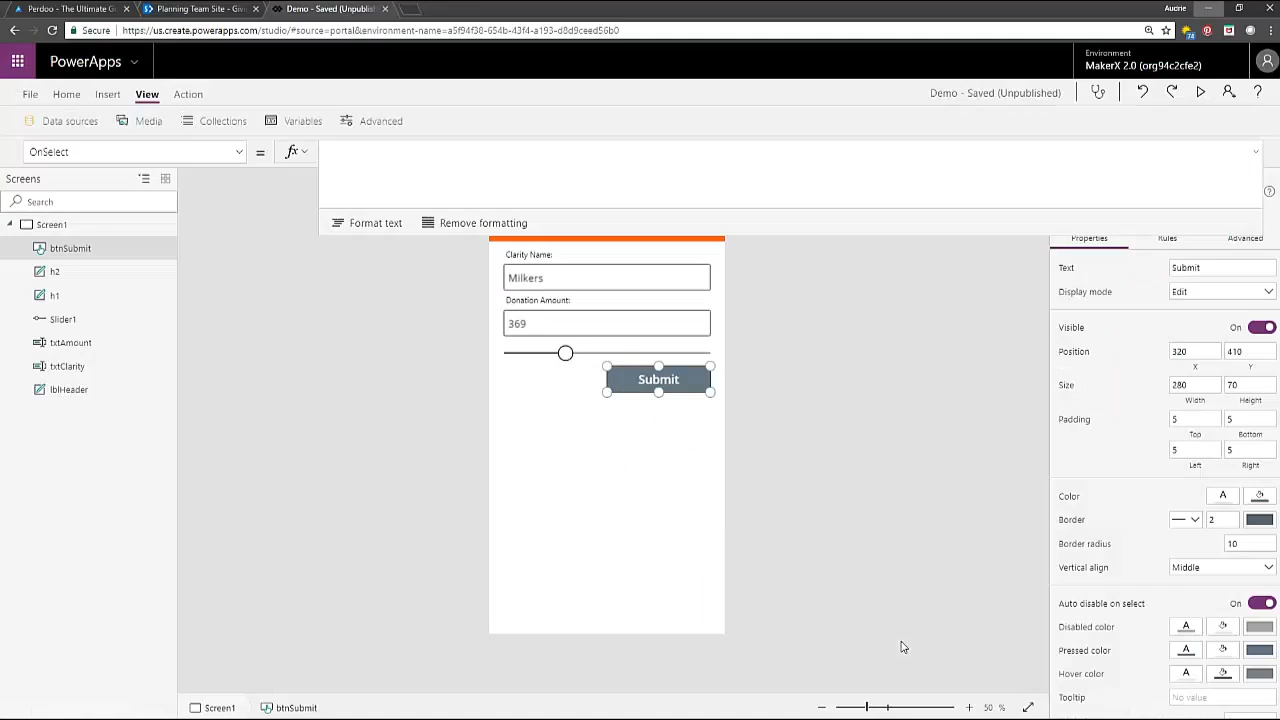 Perdoo - The Ultimate G
Planning Team Site - Giv
Demo - Saved (Unpublish
Audrie
Secure
https://us.create.powerapps.com/studio/#source=portal&environment-name=a5f94f38-654b-43f4-a193-d8d9ceed56b0
PowerApps
Environment
MakerX 2.0 (org94c2cfe2)
File
Home
Insert
View
Action
Demo - Saved (Unpublished)
Data sources
Media
Collections
Variables
Advanced
OnSelect
=
fx
Screens
Search
Format text
Remove formatting
Screen1
btnSubmit
h2
h1
Slider1
txtAmount
txtClarity
lblHeader
Clarity Name:
Milkers
Donation Amount:
369
Submit
Properties
Rules
Advanced
Text
Submit
Display mode
Edit
Visible
On
Position
320
410
X
Y
Size
280
70
Width
Height
Padding
5
5
Top
Bottom
5
5
Left
Right
Color
A
Border
2
Border radius
10
Vertical align
Middle
Auto disable on select
On
Disabled color
A
Pressed color
A
Hover color
A
Tooltip
No value
Screen1
btnSubmit
50 %